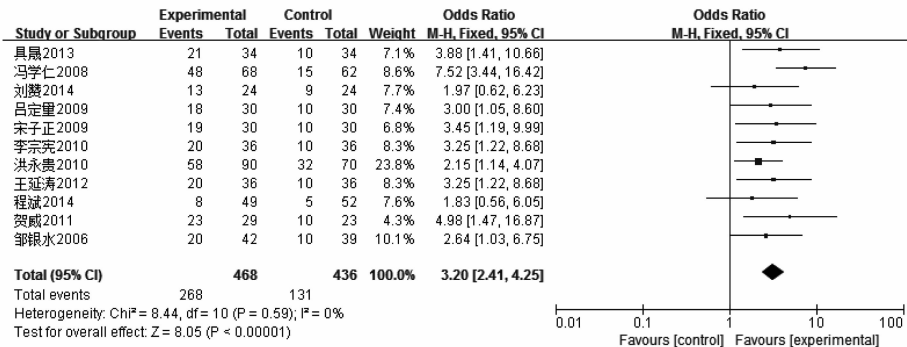 Experimental Control Odds Ratio Odds Ratio
Study or Subgroup Events Total Events Total Weight M-H, Fixed, 95% CI M-H, Fixed, 95% CI
具晟2013 21 34 10 34 7.1% 3.88 [1.41, 10.66]
冯学仁2008 48 68 15 62 8.6% 7.52 [3.44, 16.42]
刘赞2014 13 24 9 24 7.7% 1.97 [0.62, 6.23]
吕定量2009 18 30 10 30 7.4% 3.00 [1.05, 8.60]
宋子正2009 19 30 10 30 6.8% 3.45 [1.19, 9.99]
李宗宪2010 20 36 10 36 8.3% 3.25 [1.22, 8.68]
洪永贵2010 58 90 32 70 23.8% 2.15 [1.14, 4.07]
王延涛2012 20 36 10 36 8.3% 3.25 [1.22, 8.68]
程斌2014 8 49 5 52 7.6% 1.83 [0.56, 6.05]
贺威2011 23 29 10 23 4.3% 4.98 [1.47, 16.87]
邹银水2006 20 42 10 39 10.1% 2.64 [1.03, 6.75]
Total (95% CI) 468 436 100.0% 3.20 [2.41, 4.25]
Total events 268 131
Heterogeneity: Chi² = 8.44, df = 10 (P = 0.59); I² = 0%
Test for overall effect: Z = 8.05 (P < 0.00001)
0.01 0.1 1 10 100
Favours [control] Favours [experimental]